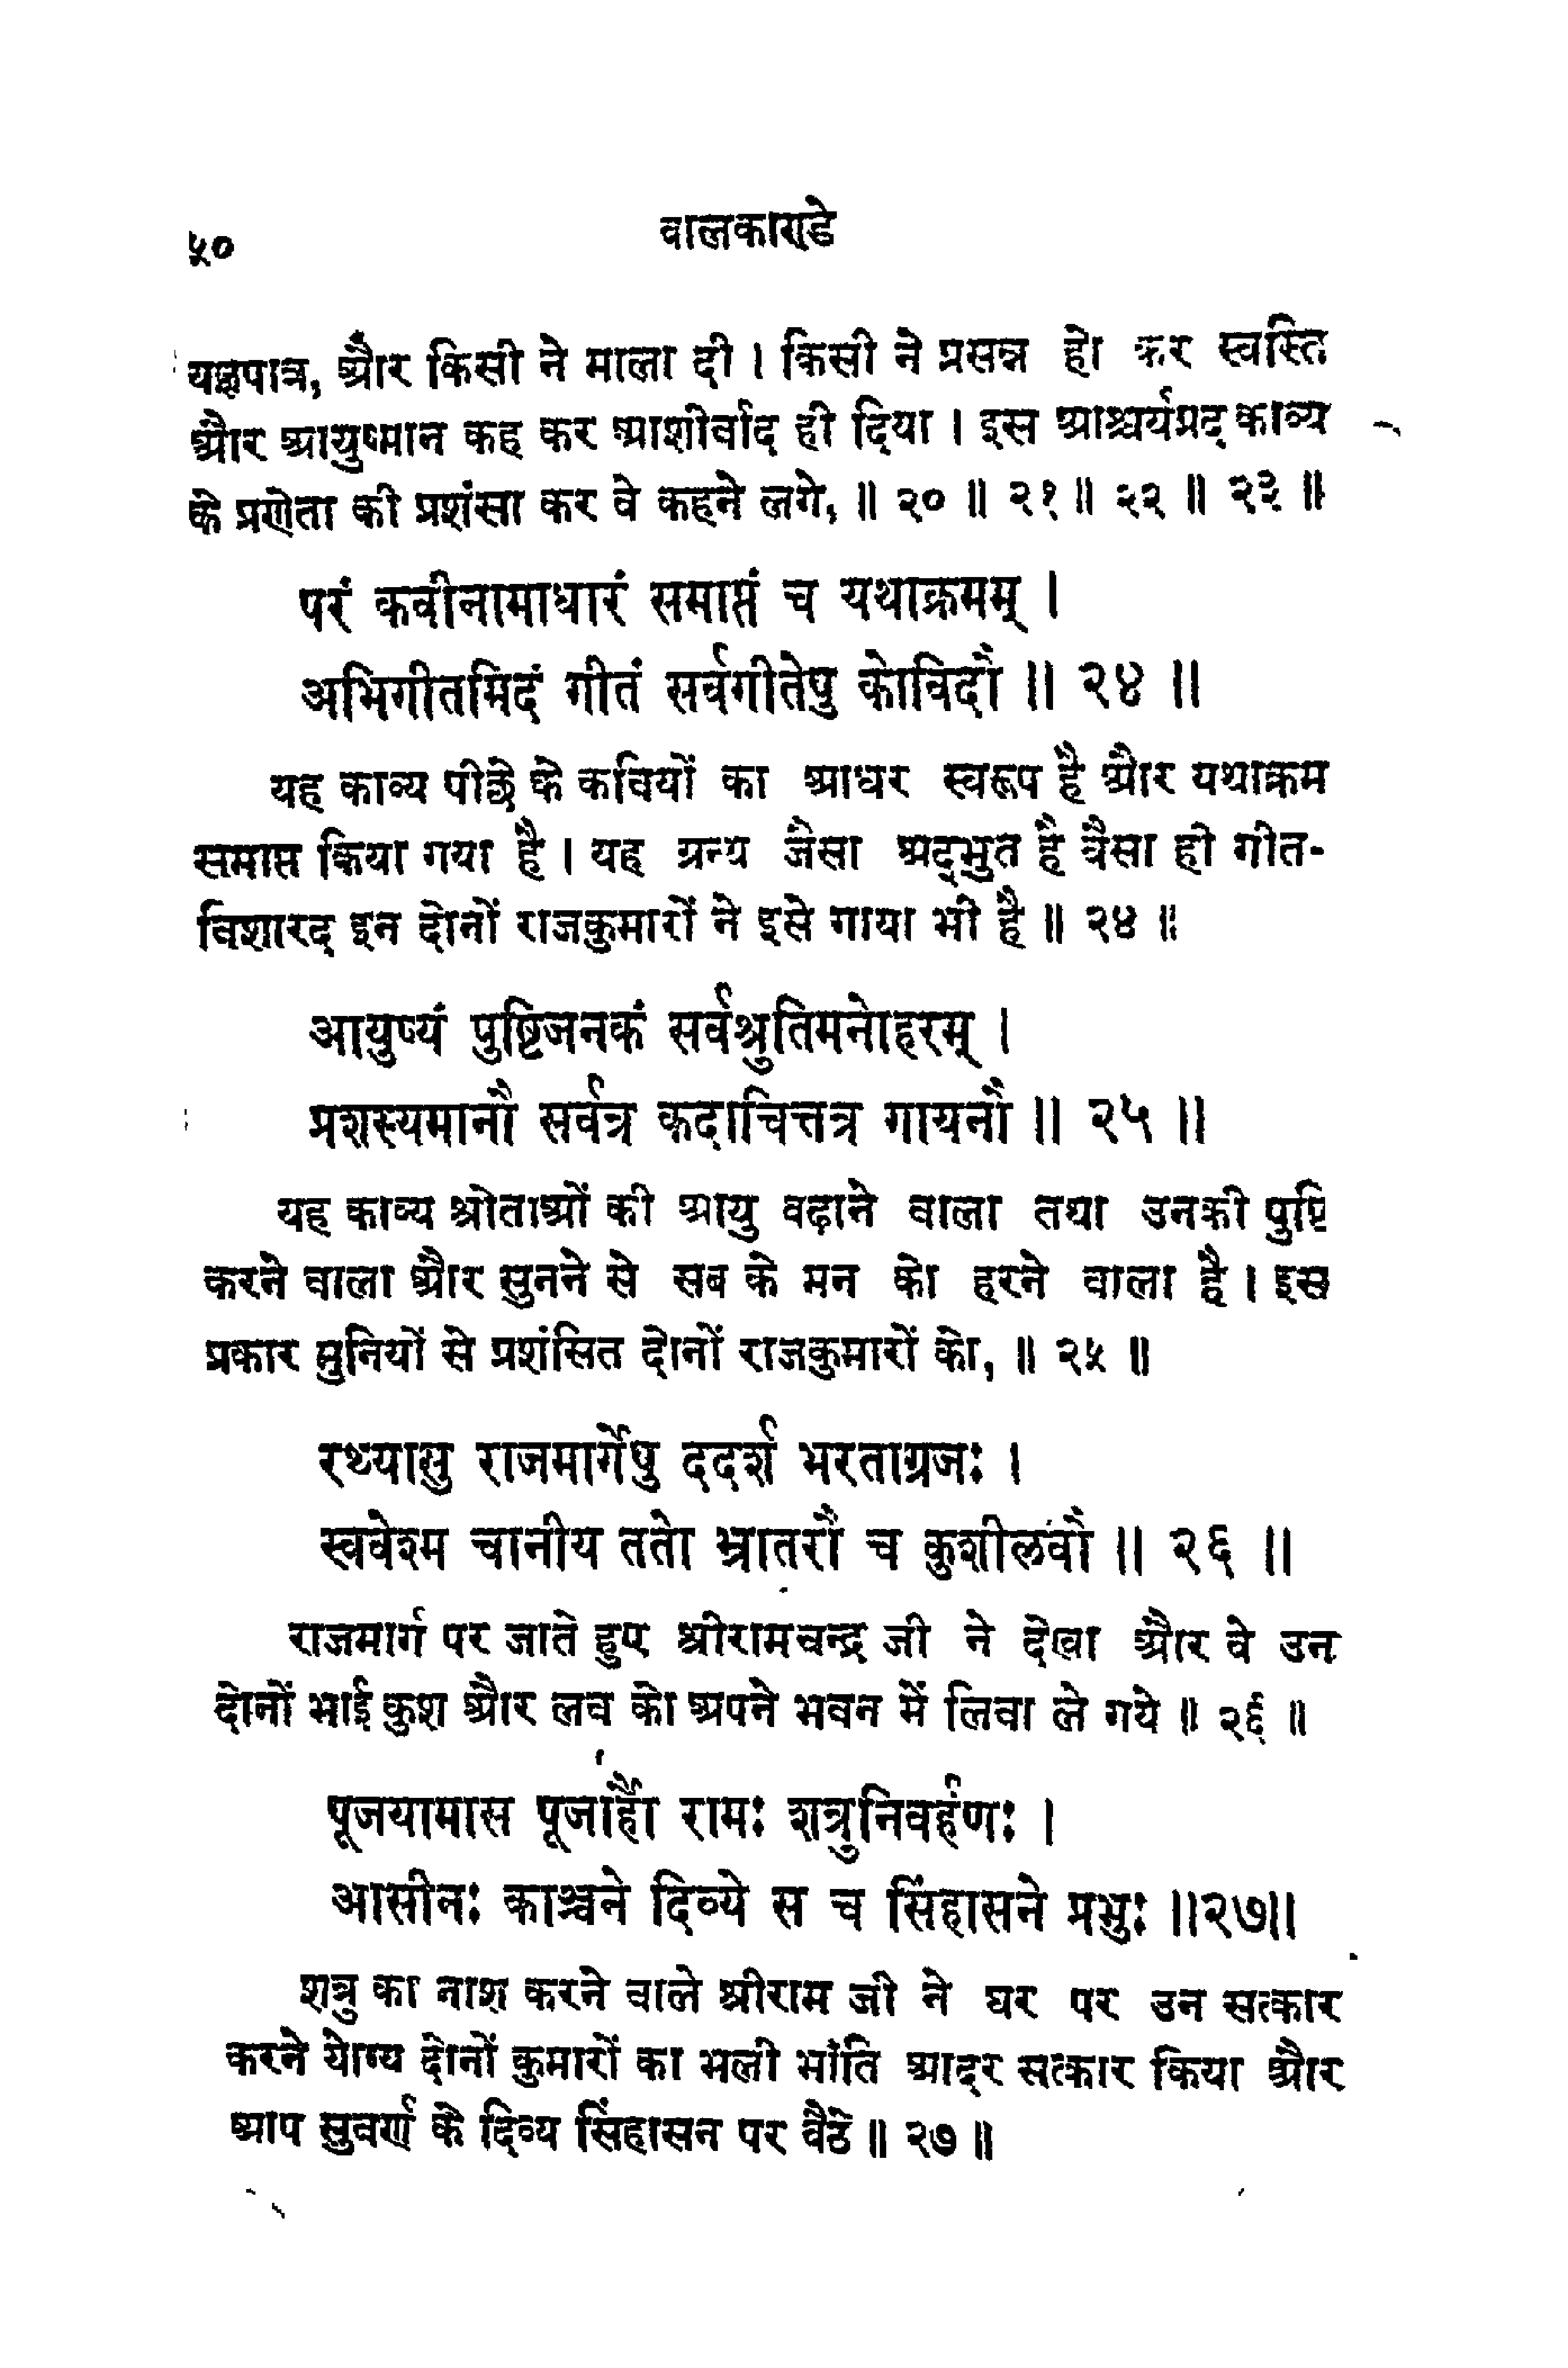 ५०
वालकाण्डे
यज्ञपात्र, और किसी ने माला दी । किसी ने प्रसन्न हो कर स्वस्ति
और आयुष्मान कह कर आशीर्वाद ही दिया । इस आश्चर्यप्रद काव्य
के प्रणेता की प्रशंसा कर वे कहने लगे, ॥ २० ॥ २१ ॥ २२ ॥ २३ ॥
परं कवीनामाधारं समाप्तं च यथाक्रमम् ।
अभिगीतमिदं गीतं सर्वगीतेषु कोविदौ ॥ २४ ॥
यह काव्य पीछे के कवियों का आधर स्वरूप है और यथाक्रम
समाप्त किया गया है । यह ग्रन्थ जैसा अद्भुत है वैसा ही गीत-
विशारद इन दोनों राजकुमारों ने इसे गाया भी है ॥ २४ ॥
आयुष्यं पुष्टिजनकं सर्वश्रुतिमनोहरम् ।
प्रशस्यमानौ सर्वत्र कदाचित्तत्र गायनौ ॥ २५ ॥
यह काव्य श्रोताओं की आयु वढ़ाने वाला तथा उनकी पुष्टि
करने वाला और सुनने से सब के मन को हरने वाला है । इस
प्रकार मुनियों से प्रशंसित दोनों राजकुमारों को, ॥ २५ ॥
रथ्यासु राजमार्गेषु ददर्श भरताग्रजः ।
स्ववेश्म चानीय ततो भ्रातरौ च कुशीलवौ ॥ २६ ॥
राजमार्ग पर जाते हुए श्रीरामचन्द्र जी ने देखा और वे उन
दोनों भाई कुश और लव को अपने भवन में लिवा ले गये ॥ २६ ॥
पूजयामास पूजार्हौ रामः शत्रुनिवर्हणः ।
आसीनः काञ्चने दिव्ये स च सिंहासने प्रभुः ॥२७॥
शत्रु का नाश करने वाले श्रीराम जी ने घर पर उन सत्कार
करने योग्य दोनों कुमारों का भली भांति आदर सत्कार किया और
आप सुवर्ण के दिव्य सिंहासन पर वैठे ॥ २७ ॥